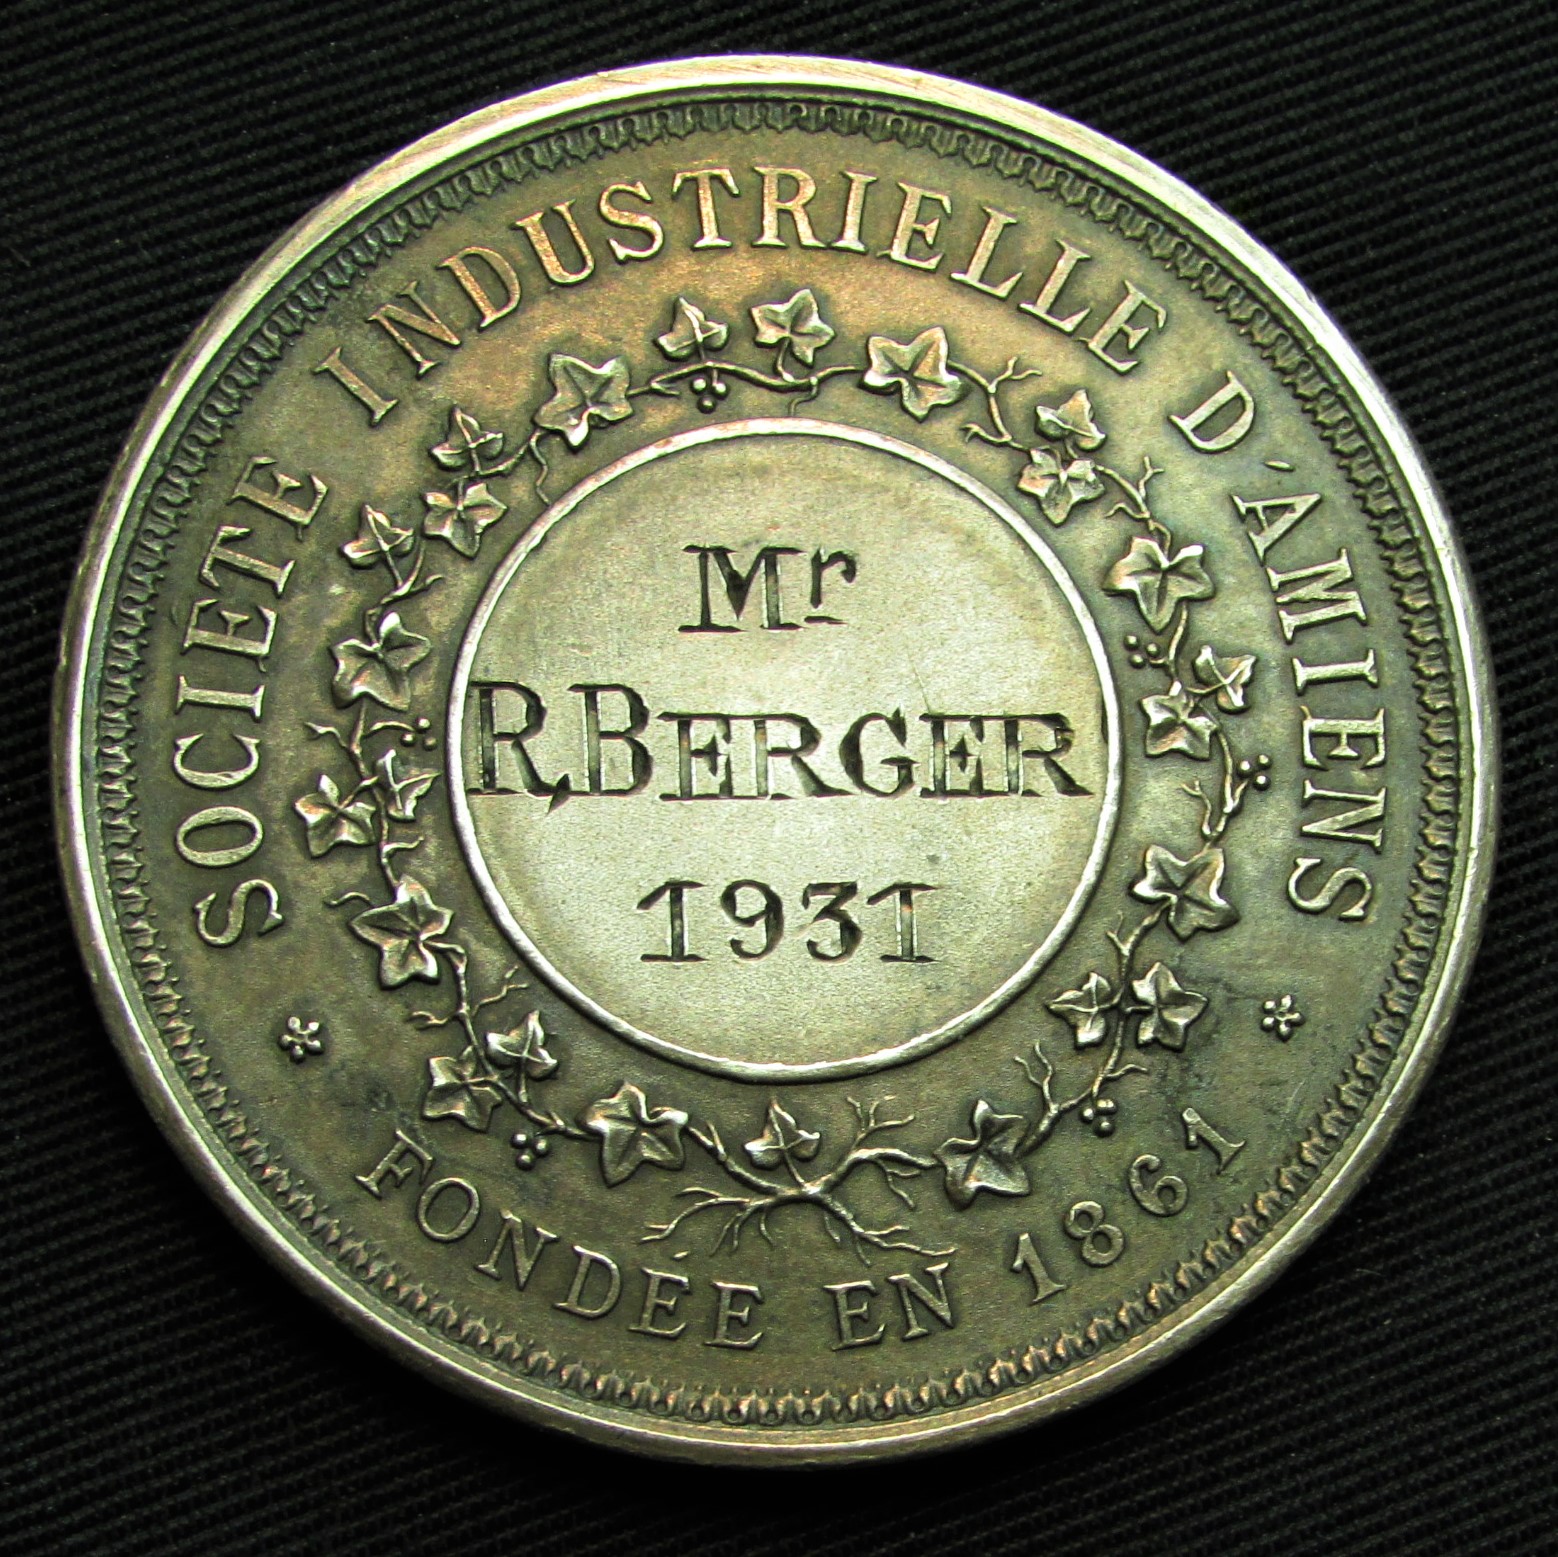 SOCIETE INDUSTRIELLE D'AMIENS
Mr
R,BERGER
1931
FONDÉE EN 1861